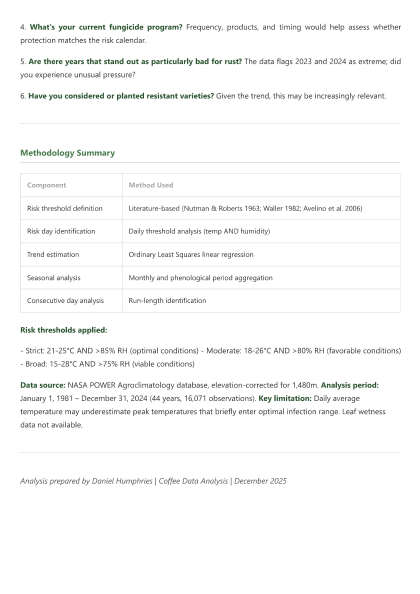 4. What's your current fungicide program? Frequency, products, and timing would help assess whether
protection matches the risk calendar.
5. Are there years that stand out as particularly bad for rust? The data flags 2023 and 2024 as extreme; did
you experience unusual pressure?
6. Have you considered or planted resistant varieties? Given the trend, this may be increasingly relevant.
Methodology Summary
Component Method Used
Risk threshold definition Literature-based (Nutman & Roberts 1963; Waller 1982; Avelino et al. 2006)
Risk day identification Daily threshold analysis (temp AND humidity)
Trend estimation Ordinary Least Squares linear regression
Seasonal analysis Monthly and phenological period aggregation
Consecutive day analysis Run-length identification
Risk thresholds applied:
- Strict: 21-25°C AND >85% RH (optimal conditions) - Moderate: 18-26°C AND >80% RH (favorable conditions)
- Broad: 15-28°C AND >75% RH (viable conditions)
Data source: NASA POWER Agroclimatology database, elevation-corrected for 1,480m. Analysis period:
January 1, 1981 – December 31, 2024 (44 years, 16,071 observations). Key limitation: Daily average
temperature may underestimate peak temperatures that briefly enter optimal infection range. Leaf wetness
data not available.
Analysis prepared by Daniel Humphries | Coffee Data Analysis | December 2025